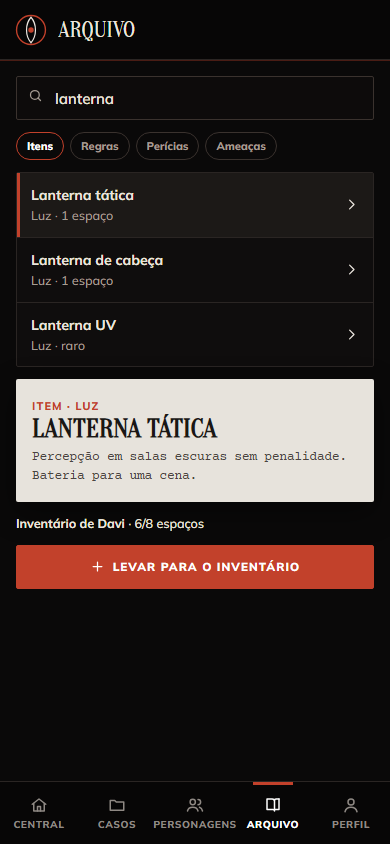 ARQUIVO
lanterna
Itens Regras Perícias Ameaças
Lanterna tática
Luz · 1 espaço
Lanterna de cabeça
Luz · 1 espaço
Lanterna UV
Luz · raro
ITEM · LUZ
LANTERNA TÁTICA
Percepção em salas escuras sem penalidade.
Bateria para uma cena.
Inventário de Davi · 6/8 espaços
+ LEVAR PARA O INVENTÁRIO
CENTRAL CASOS PERSONAGENS ARQUIVO PERFIL